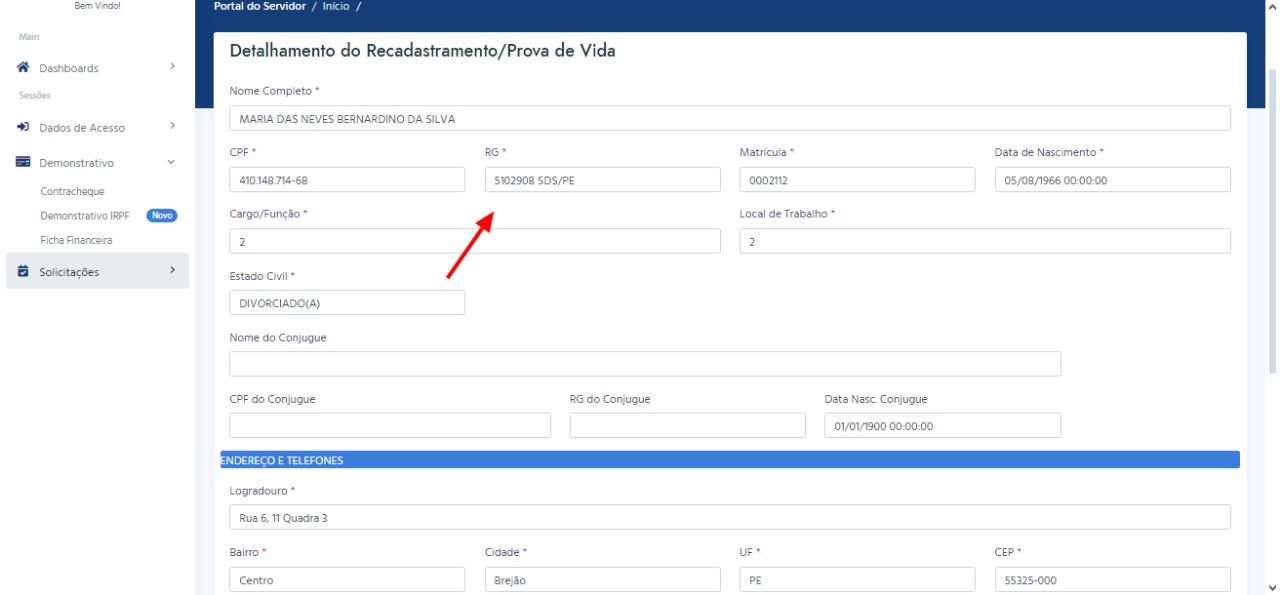 Bem Vindo!
Portal do Servidor / Início /
Main
Dashboards
Sessões
Dados de Acesso
Demonstrativo
Contracheque
Demonstrativo IRPF Novo
Ficha Financeira
Solicitações
Detalhamento do Recadastramento/Prova de Vida
Nome Completo *
MARIA DAS NEVES BERNARDINO DA SILVA
CPF * RG * Matrícula * Data de Nascimento *
410.148.714-68 5102908 SDS/PE 0002112 05/08/1966 00:00:00
Cargo/Função * Local de Trabalho *
2 2
Estado Civil *
DIVORCIADO(A)
Nome do Conjugue
CPF do Conjugue RG do Conjugue Data Nasc. Conjugue
01/01/1900 00:00:00
ENDEREÇO E TELEFONES
Logradouro *
Rua 6, 11 Quadra 3
Bairro * Cidade * UF * CEP *
Centro Brejão PE 55325-000